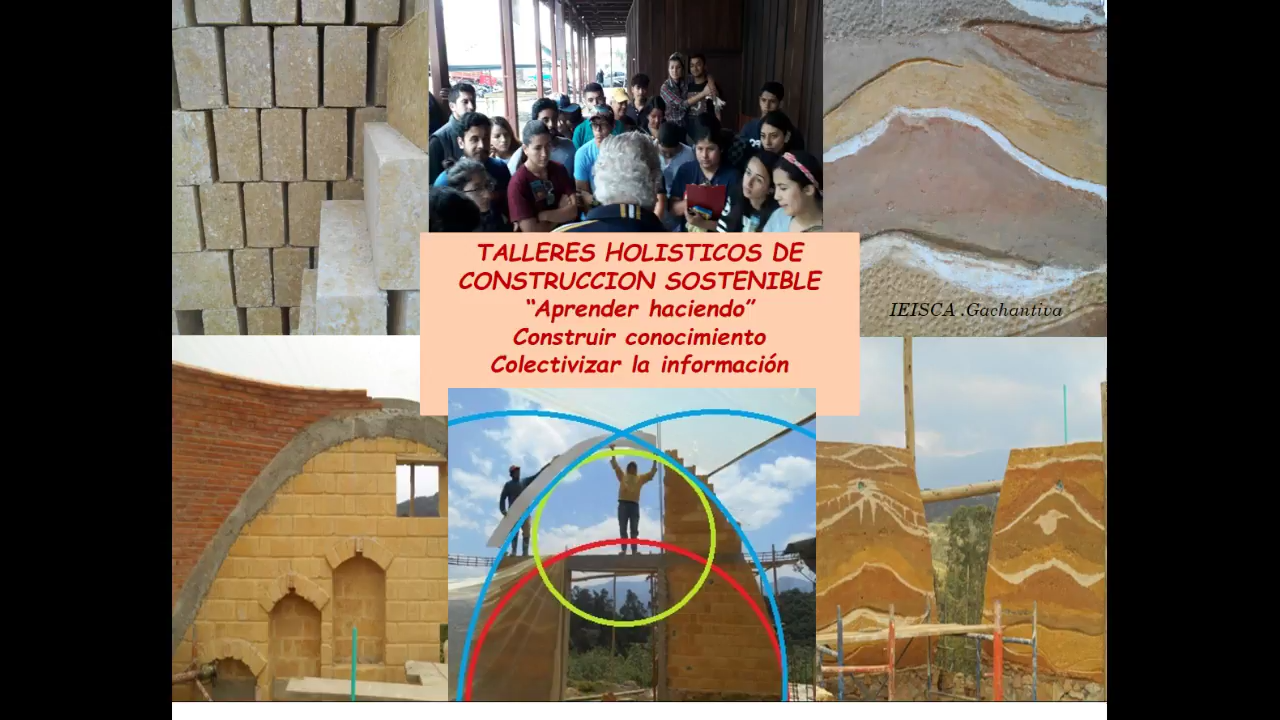 TALLERES HOLISTICOS DE
CONSTRUCCION SOSTENIBLE
“Aprender haciendo”
Construir conocimiento
Colectivizar la información
IEISCA .Gachantiva